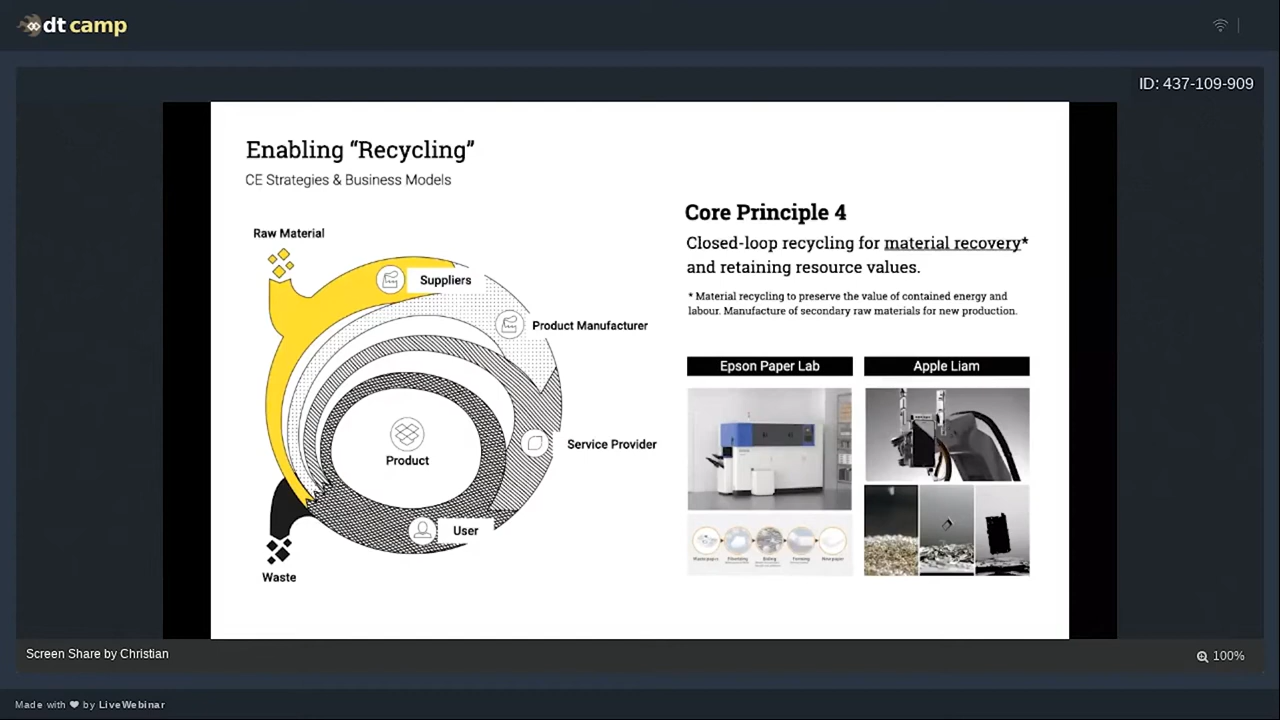 dt camp
ID: 437-109-909
Enabling “Recycling”
CE Strategies & Business Models
Raw Material
Suppliers
Product Manufacturer
Service Provider
Product
User
Waste
Core Principle 4
Closed-loop recycling for material recovery*
and retaining resource values.
* Material recycling to preserve the value of contained energy and
labour. Manufacture of secondary raw materials for new production.
Epson Paper Lab
Apple Liam
Screen Share by Christian
100%
Made with ❤ by LiveWebinar